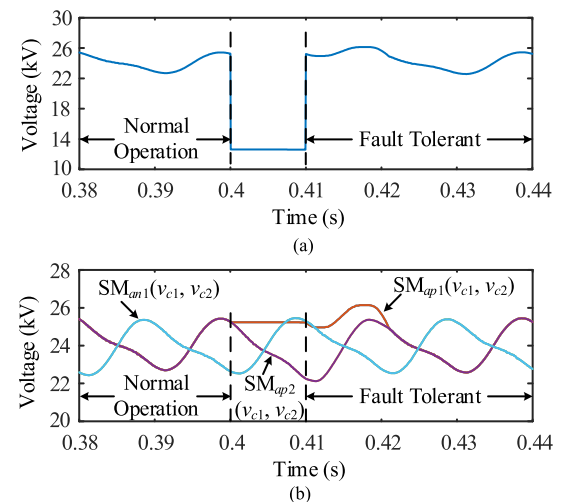 30
26
22
18
14
10
Voltage (kV)
Normal
Operation
Fault Tolerant
0.38 0.39 0.4 0.41 0.42 0.43 0.44
Time (s)
(a)
28
26
24
22
20
Voltage (kV)
SMan1(vc1, vc2)
SMap1(vc1, vc2)
SMap2
(vc1, vc2)
Normal
Operation
Fault Tolerant
0.38 0.39 0.4 0.41 0.42 0.43 0.44
Time (s)
(b)